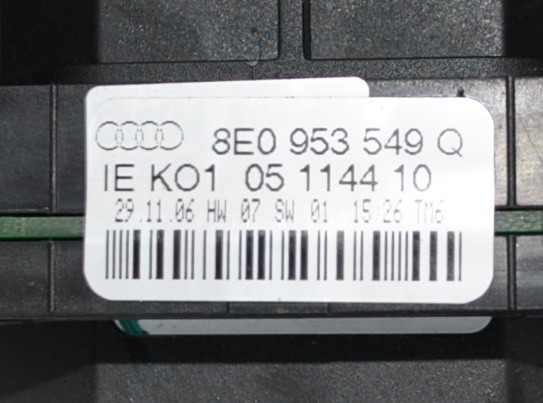 8E0 953 549 Q
IE KO1 05 1144 10
29.11.06 HW 07 SW 01 15:26 TM6